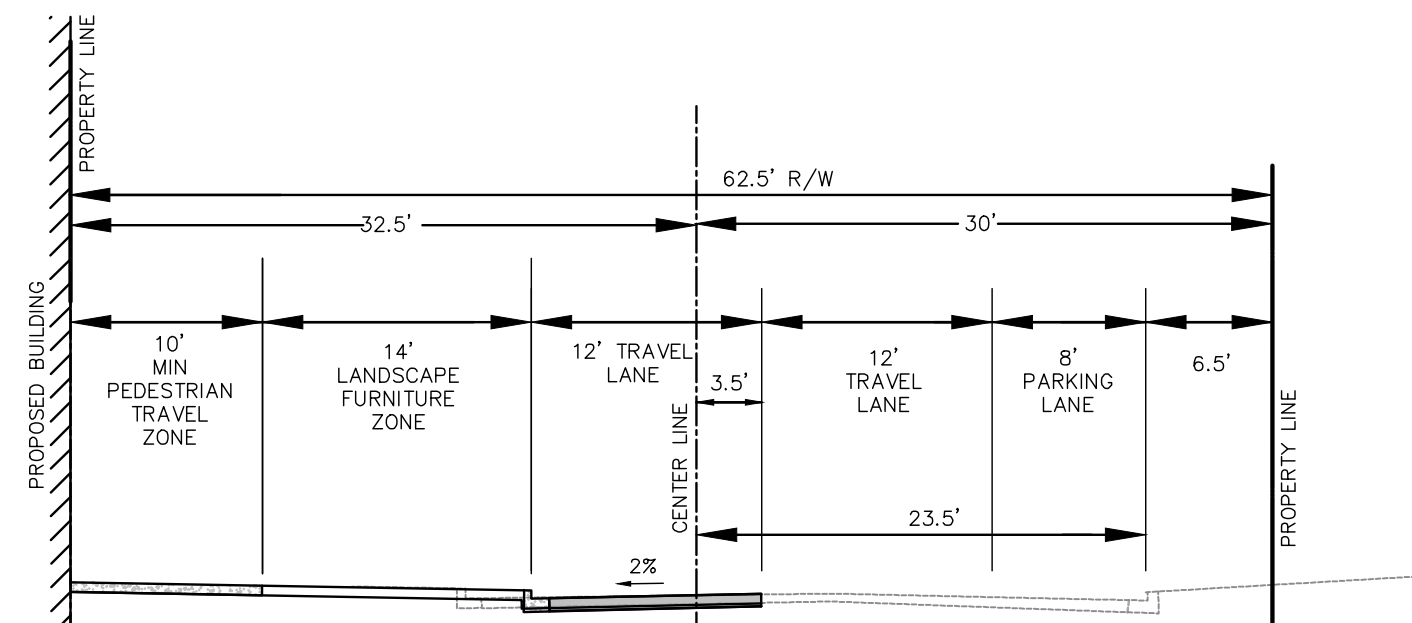 PROPERTY LINE
62.5' R/W
32.5'
30'
10'
MIN
PEDESTRIAN
TRAVEL
ZONE
14'
LANDSCAPE
FURNITURE
ZONE
12' TRAVEL
LANE
3.5'
12'
TRAVEL
LANE
8'
PARKING
LANE
6.5'
PROPOSED BUILDING
CENTER LINE
PROPERTY LINE
23.5'
2%